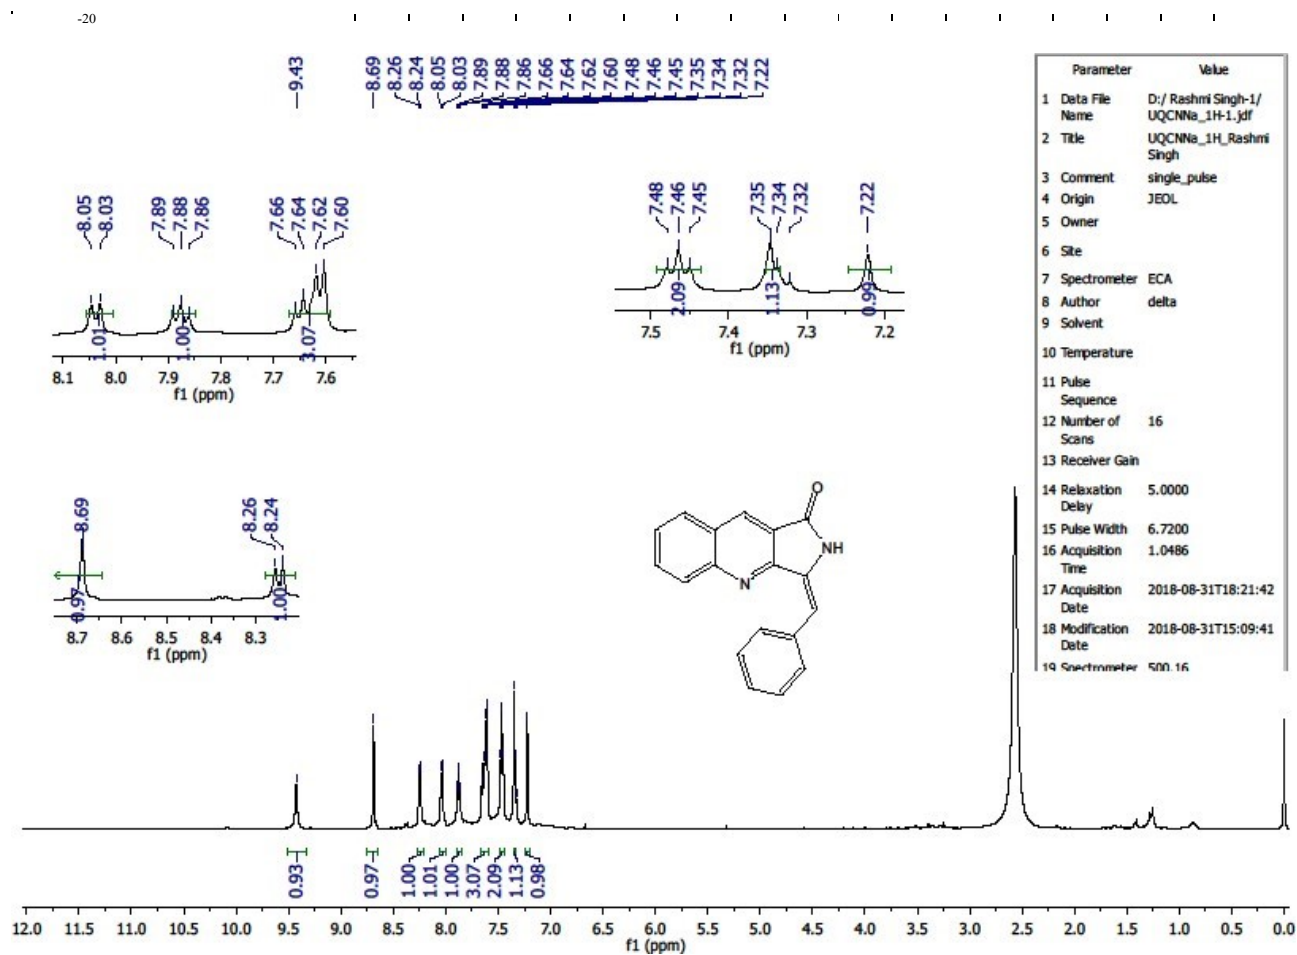 -20
9.43
8.69
8.26
8.24
8.05
8.03
7.89
7.88
7.86
7.66
7.64
7.62
7.60
7.48
7.46
7.45
7.35
7.34
7.32
7.22
Parameter Value
1 Data File Name D:/ Rashmi Singh-1/ UQCNNa_1H-1.jdf
2 Title UQCNNa_1H_Rashmi Singh
3 Comment single_pulse
4 Origin JEOL
5 Owner
6 Site
7 Spectrometer ECA
8 Author delta
9 Solvent
10 Temperature
11 Pulse Sequence
12 Number of Scans 16
13 Receiver Gain
14 Relaxation Delay 5.0000
15 Pulse Width 6.7200
16 Acquisition Time 1.0486
17 Acquisition Date 2018-08-31T18:21:42
18 Modification Date 2018-08-31T15:09:41
19 Spectrometer 500.16
8.05 8.03 7.89 7.88 7.86 7.66 7.64 7.62 7.60
1.01 1.00 3.07
8.1 8.0 7.9 7.8 7.7 7.6
f1 (ppm)
7.48 7.46 7.45 7.35 7.34 7.32 7.22
2.09 1.13 0.99
7.5 7.4 7.3 7.2
f1 (ppm)
8.69 8.26 8.24
0.97 1.00
8.7 8.6 8.5 8.4 8.3
f1 (ppm)
O
NH
N
0.93 0.97 1.00 1.01 1.00 3.07 2.09 1.13 0.98
12.0 11.5 11.0 10.5 10.0 9.5 9.0 8.5 8.0 7.5 7.0 6.5 6.0 5.5 5.0 4.5 4.0 3.5 3.0 2.5 2.0 1.5 1.0 0.5 0.0
f1 (ppm)